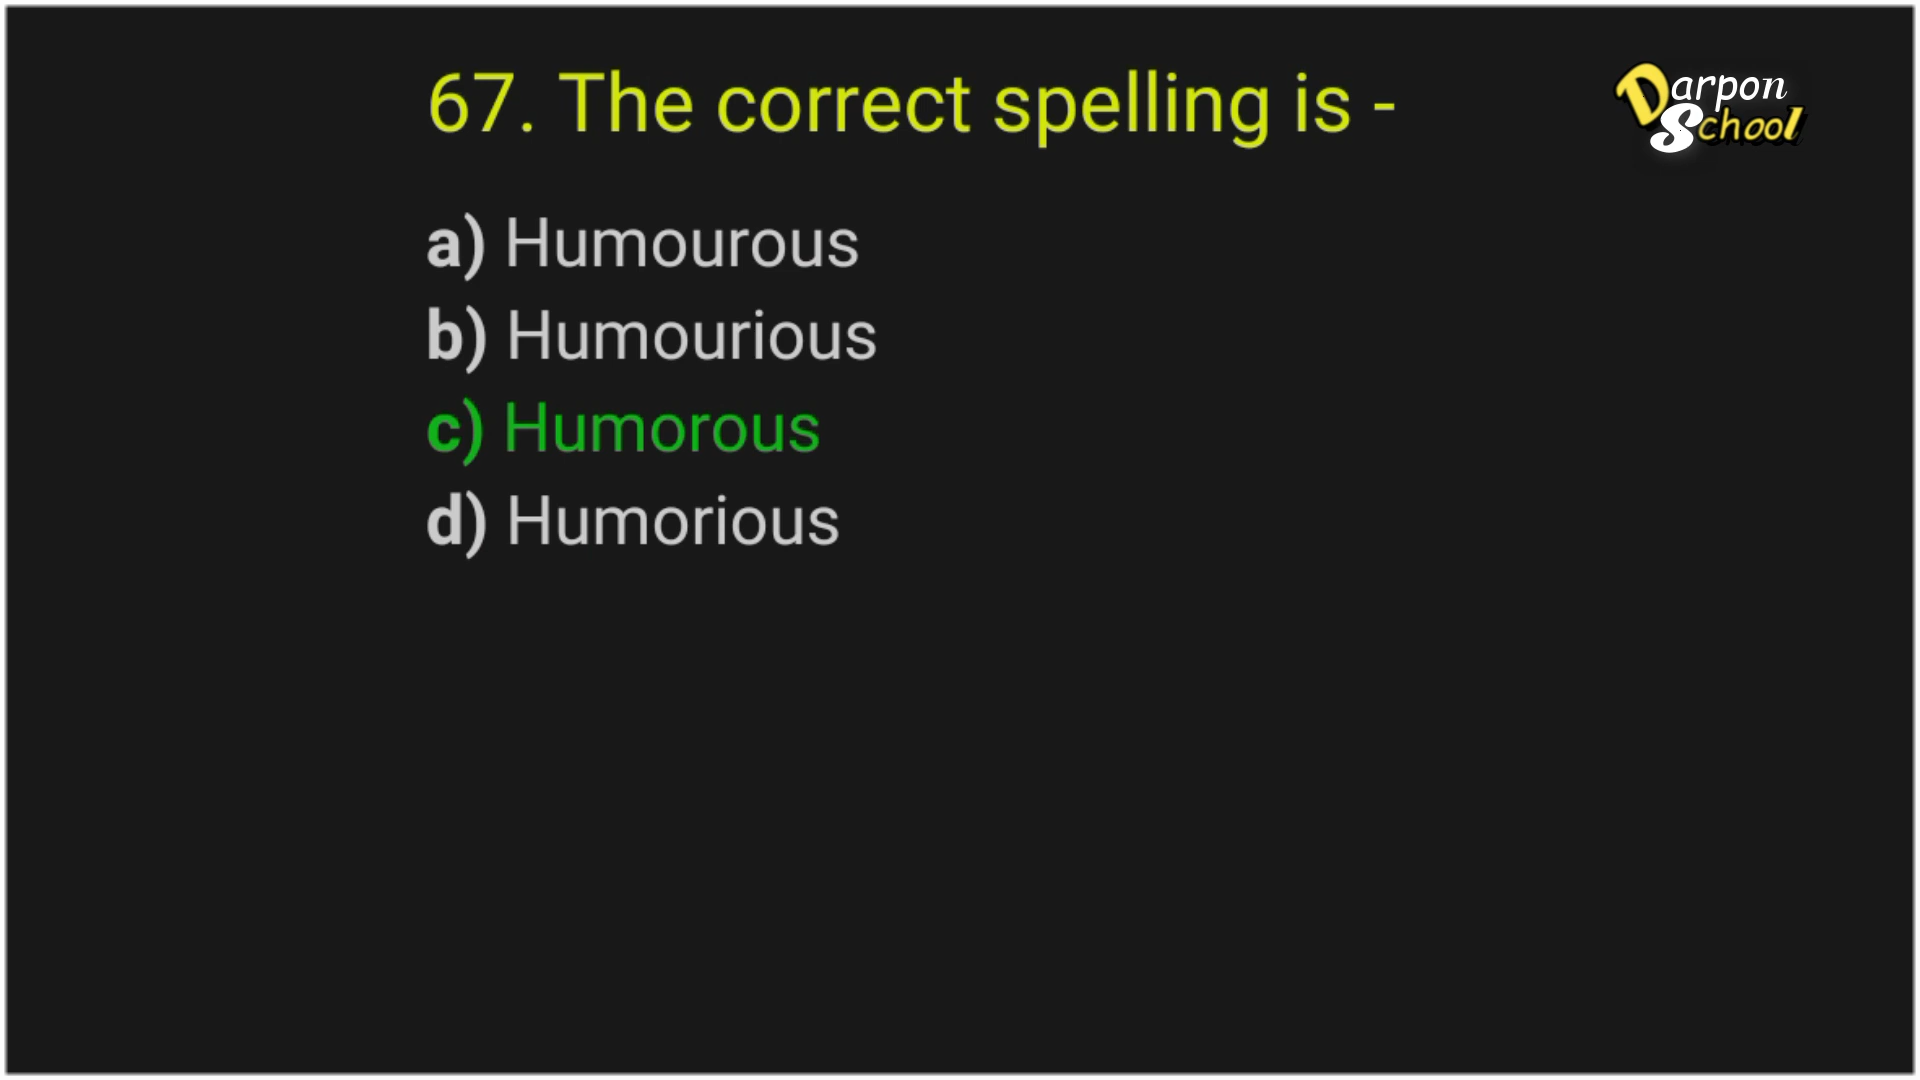 67. The correct spelling is -
Darpon
School
a) Humourous
b) Humourious
c) Humorous
d) Humorious